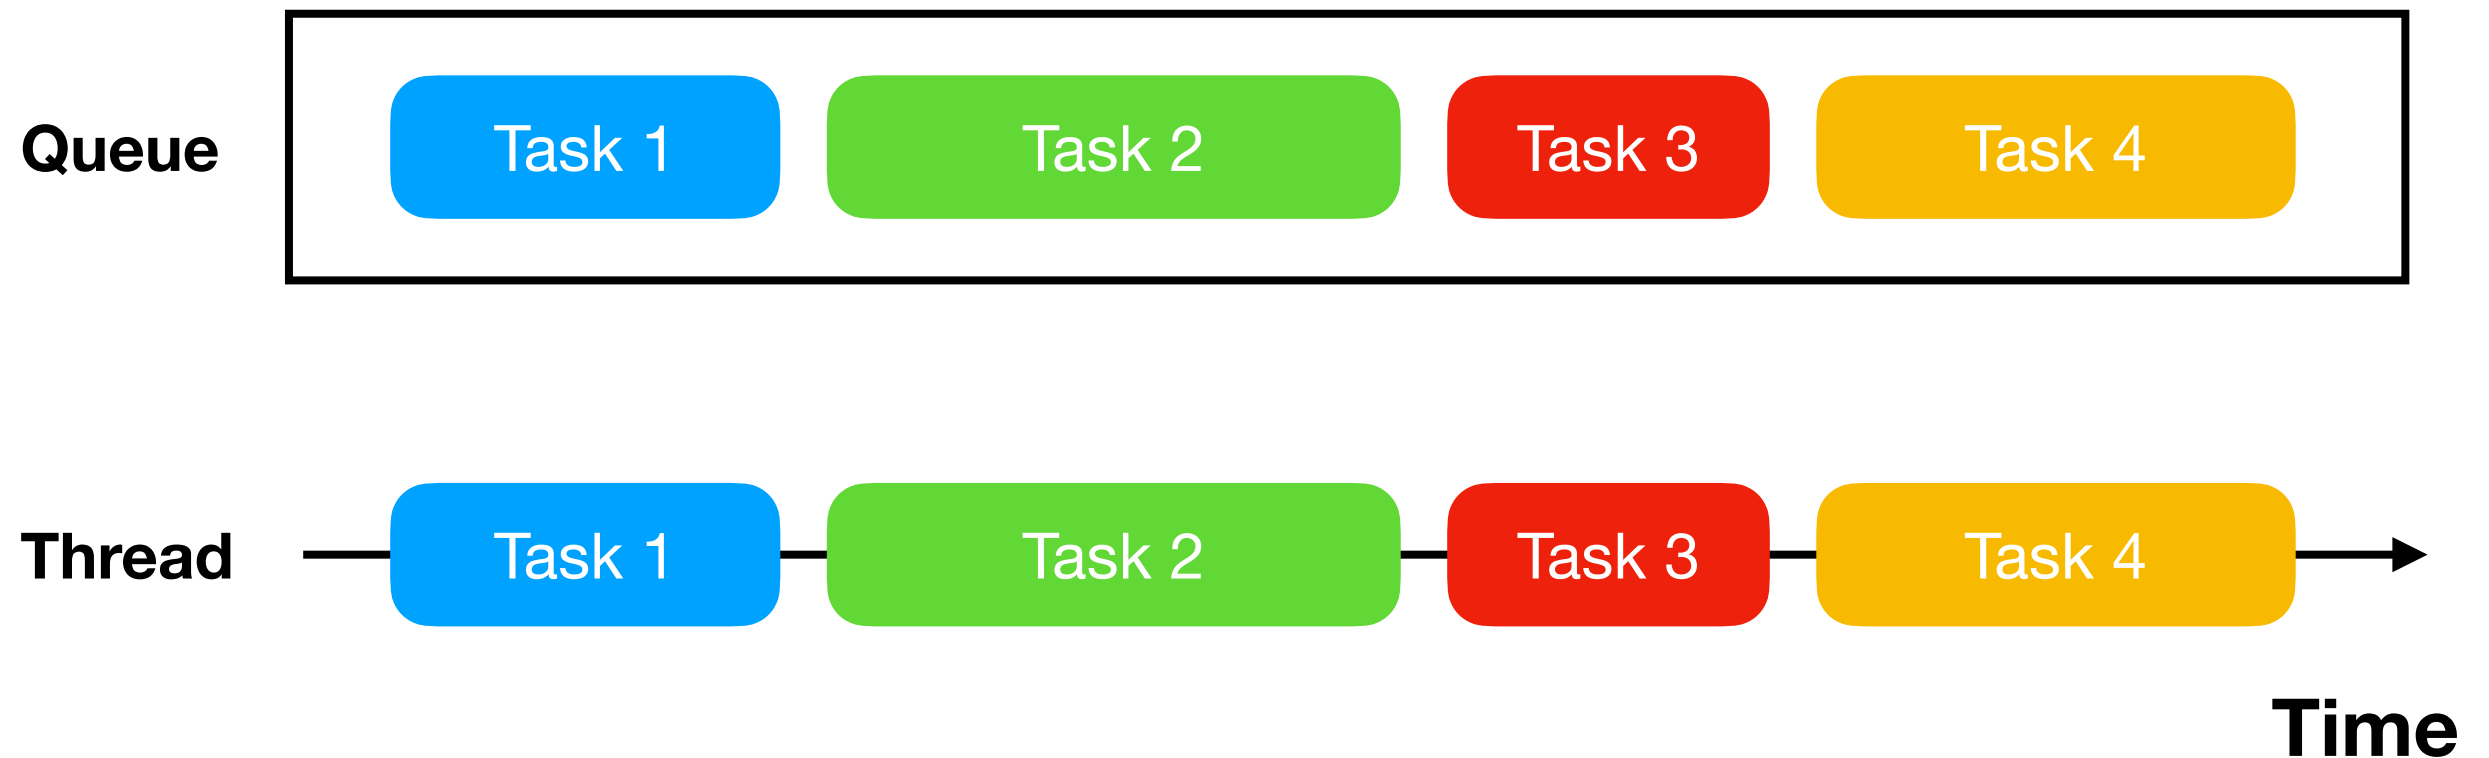 Queue
Task 1
Task 2
Task 3
Task 4
Thread
Task 1
Task 2
Task 3
Task 4
Time